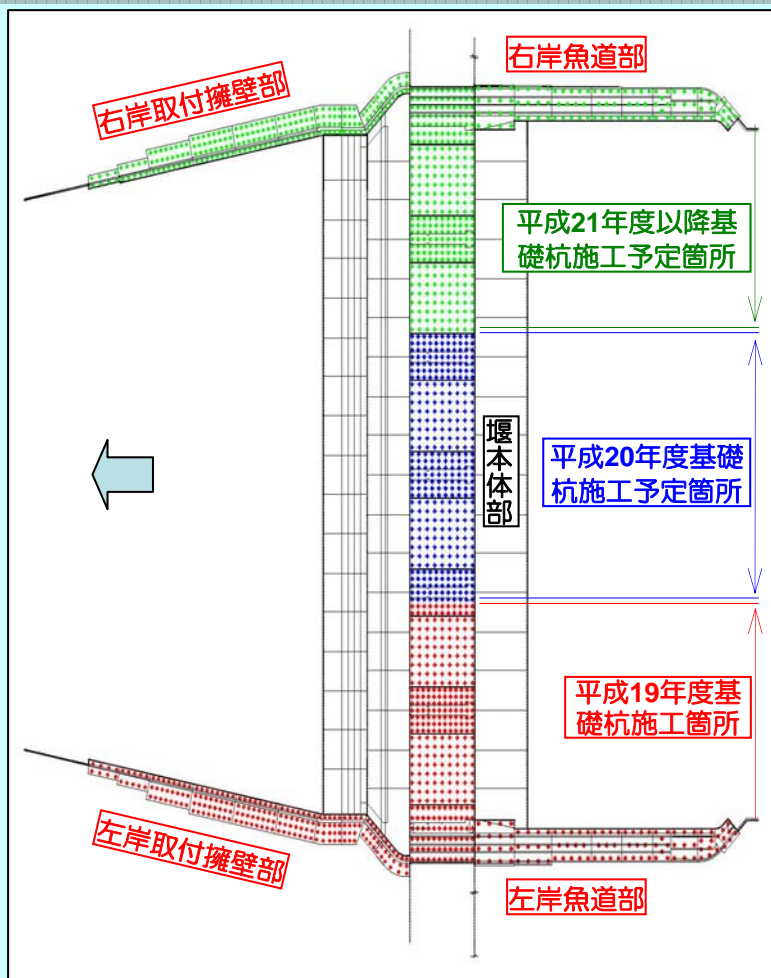 右岸魚道部
右岸取付擁壁部
平成21年度以降基
礎杭施工予定箇所
堰本体部
平成20年度基礎
杭施工予定箇所
平成19年度基
礎杭施工箇所
左岸取付擁壁部
左岸魚道部